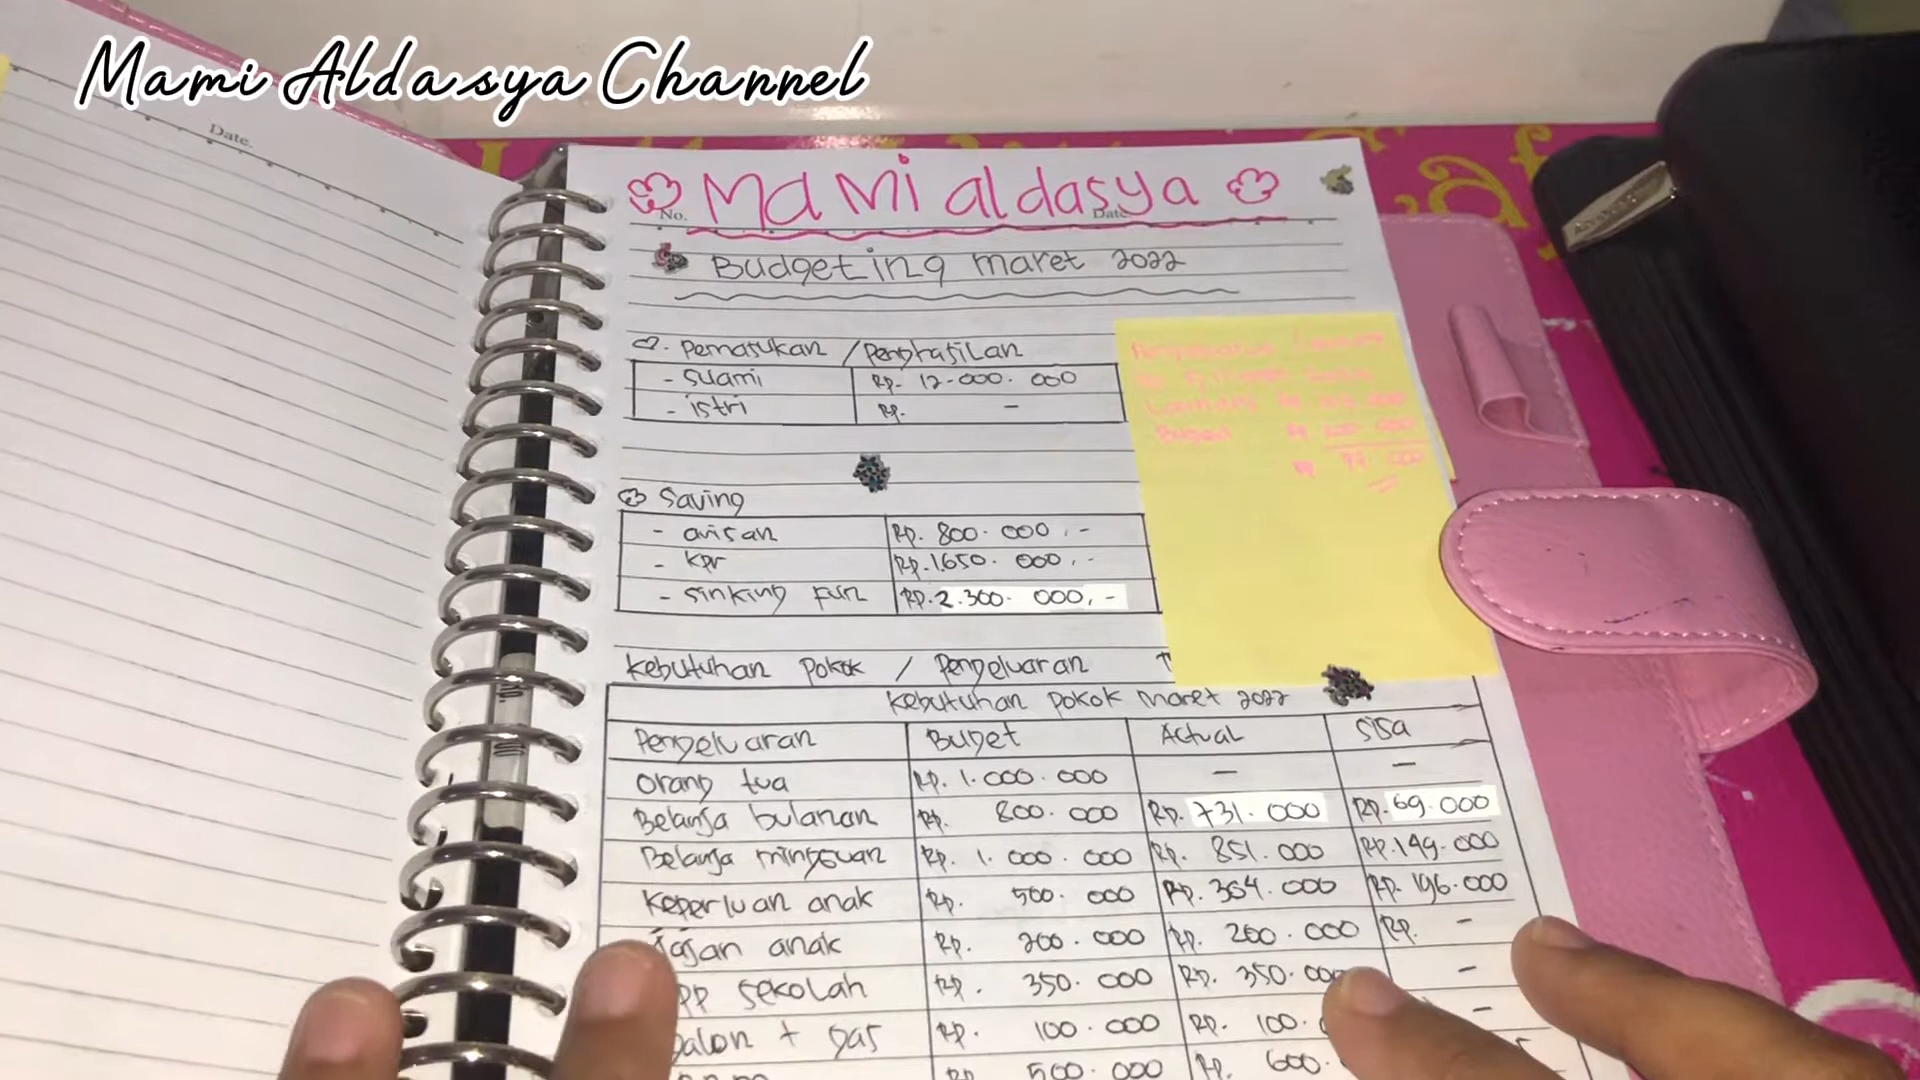 Mami Aldasya Channel
Date.
MaMi aldasya
No.
Date
Budgeting maret 2022
Pemasukan / Penghasilan
- suami Rp. 12.000.000
- istri Rp. -
Saving
- arisan Rp. 800.000,-
- kpr Rp. 1.650.000,-
- sinking fun Rp. 2.300.000,-
Kebutuhan Pokok / Pengeluaran
Kebutuhan Pokok Maret 2022
Pengeluaran Budget Actual Sisa
orang tua Rp. 1.000.000 - -
Belanja bulanan Rp. 800.000 Rp. 731.000 Rp. 69.000
Belanja mingguan Rp. 1.000.000 Rp. 851.000 Rp. 149.000
Keperluan anak Rp. 500.000 Rp. 304.000 Rp. 196.000
jajan anak Rp. 200.000 Rp. 200.000 Rp. -
PP sekolah Rp. 350.000 Rp. 350.000 -
galon + gas Rp. 100.000 Rp. 100. -
Rp. 500.000 Rp. 600.